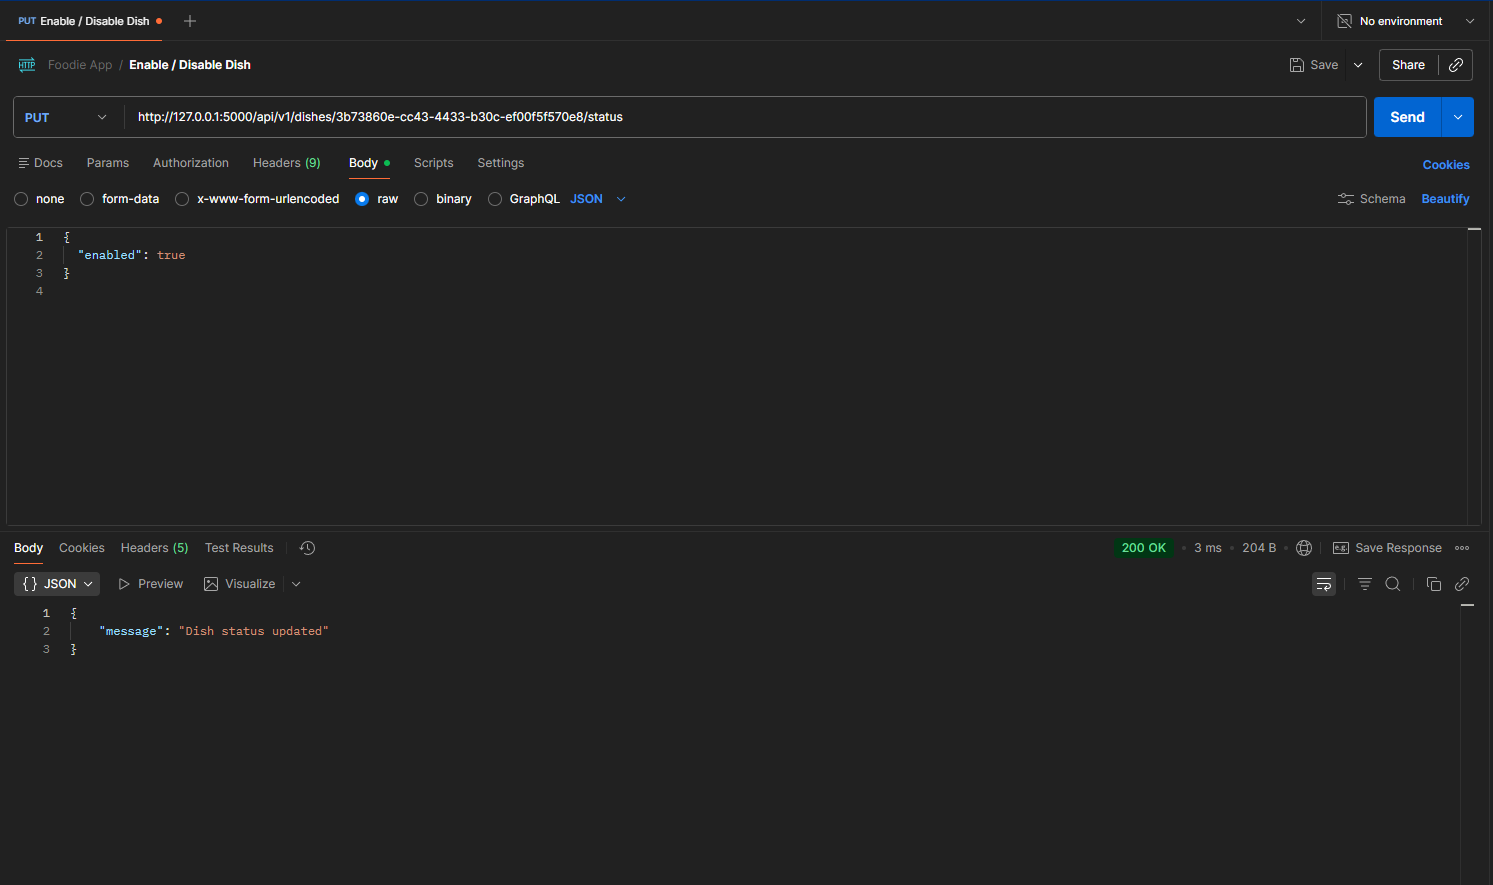 PUT Enable / Disable Dish
No environment
HTTP Foodie App / Enable / Disable Dish
Save
Share
PUT http://127.0.0.1:5000/api/v1/dishes/3b73860e-cc43-4433-b30c-ef00f5f570e8/status
Send
Docs Params Authorization Headers (9) Body Scripts Settings
Cookies
none form-data x-www-form-urlencoded raw binary GraphQL JSON
Schema Beautify
1 {
2 "enabled": true
3 }
4
Body Cookies Headers (5) Test Results
200 OK • 3 ms • 204 B • e.g. Save Response
{} JSON Preview Visualize
1 {
2 "message": "Dish status updated"
3 }